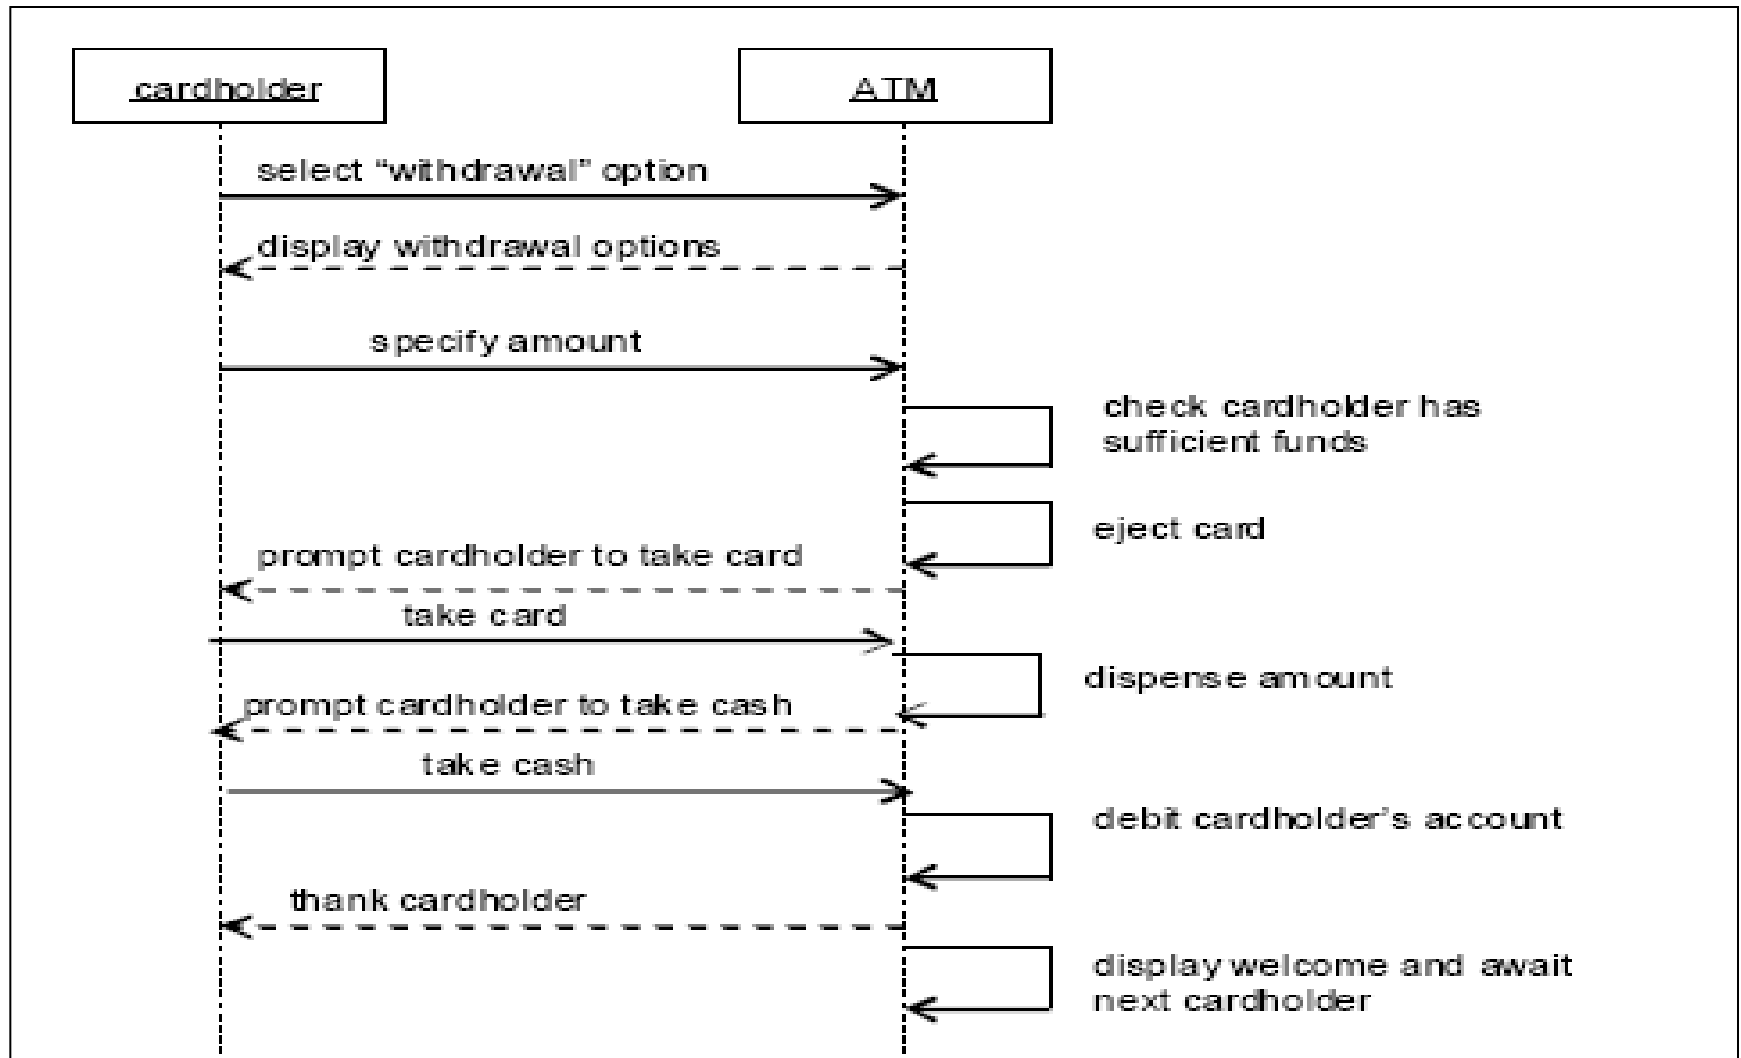 cardholder
ATM
select “withdrawal” option
display withdrawal options
specify amount
check cardholder has
sufficient funds
eject card
prompt cardholder to take card
take card
dispense amount
prompt cardholder to take cash
take cash
debit cardholder’s account
thank cardholder
display welcome and await
next cardholder